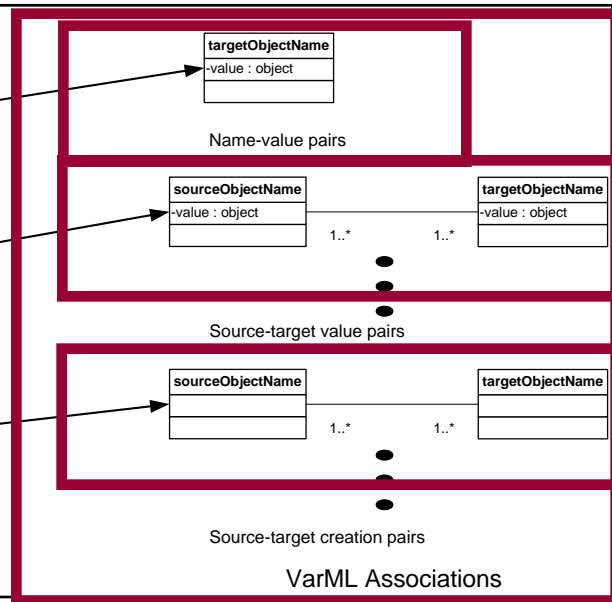 targetObjectName
-value : object
Name-value pairs
sourceObjectName targetObjectName
-value : object -value : object
1..* 1..*
Source-target value pairs
sourceObjectName targetObjectName
1..* 1..*
Source-target creation pairs
VarML Associations